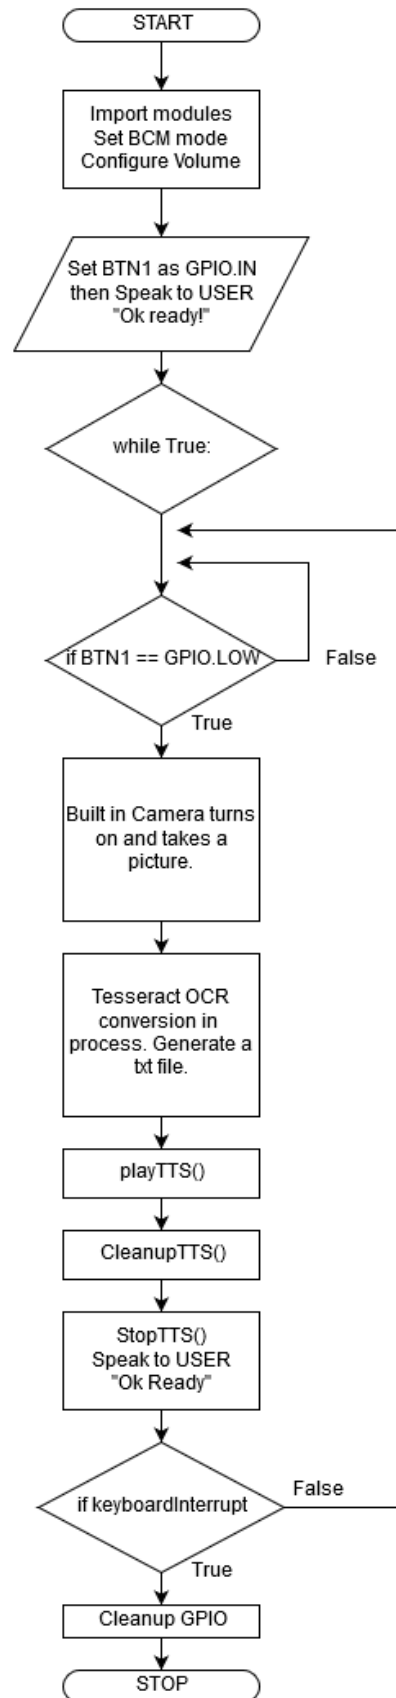 START
Import modules
Set BCM mode
Configure Volume
Set BTN1 as GPIO.IN
then Speak to USER
"Ok ready!"
while True:
if BTN1 == GPIO.LOW
False
True
Built in Camera turns
on and takes a
picture.
Tesseract OCR
conversion in
process. Generate a
txt file.
playTTS()
CleanupTTS()
StopTTS()
Speak to USER
"Ok Ready"
if keyboardInterrupt
False
True
Cleanup GPIO
STOP